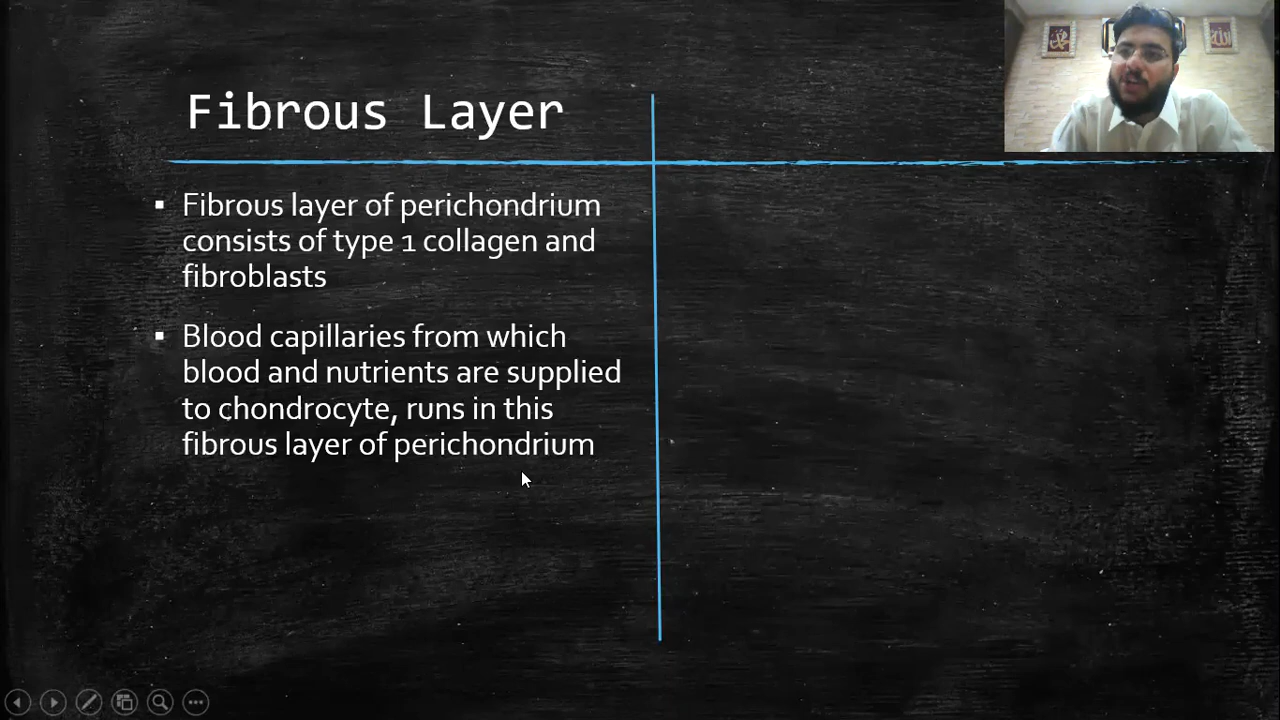 Fibrous Layer
▪ Fibrous layer of perichondrium
consists of type 1 collagen and
fibroblasts
▪ Blood capillaries from which
blood and nutrients are supplied
to chondrocyte, runs in this
fibrous layer of perichondrium